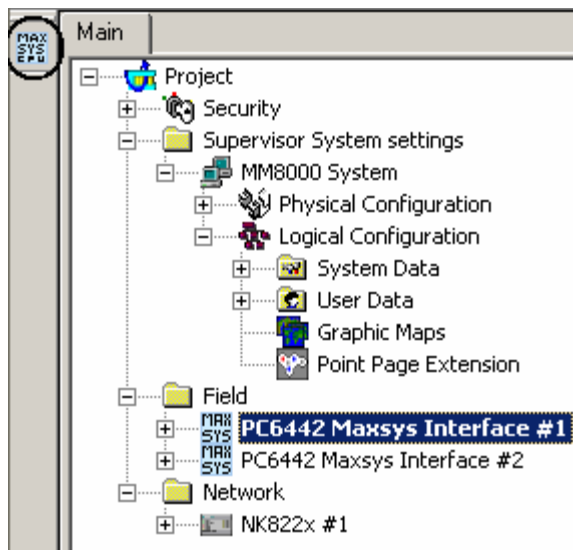 MAX
SYS
CPU
Main
Project
Security
Supervisor System settings
MM8000 System
Physical Configuration
Logical Configuration
System Data
User Data
Graphic Maps
Point Page Extension
Field
MAX
SYS
PC6442 Maxsys Interface #1
MAX
SYS
PC6442 Maxsys Interface #2
Network
NK822x #1